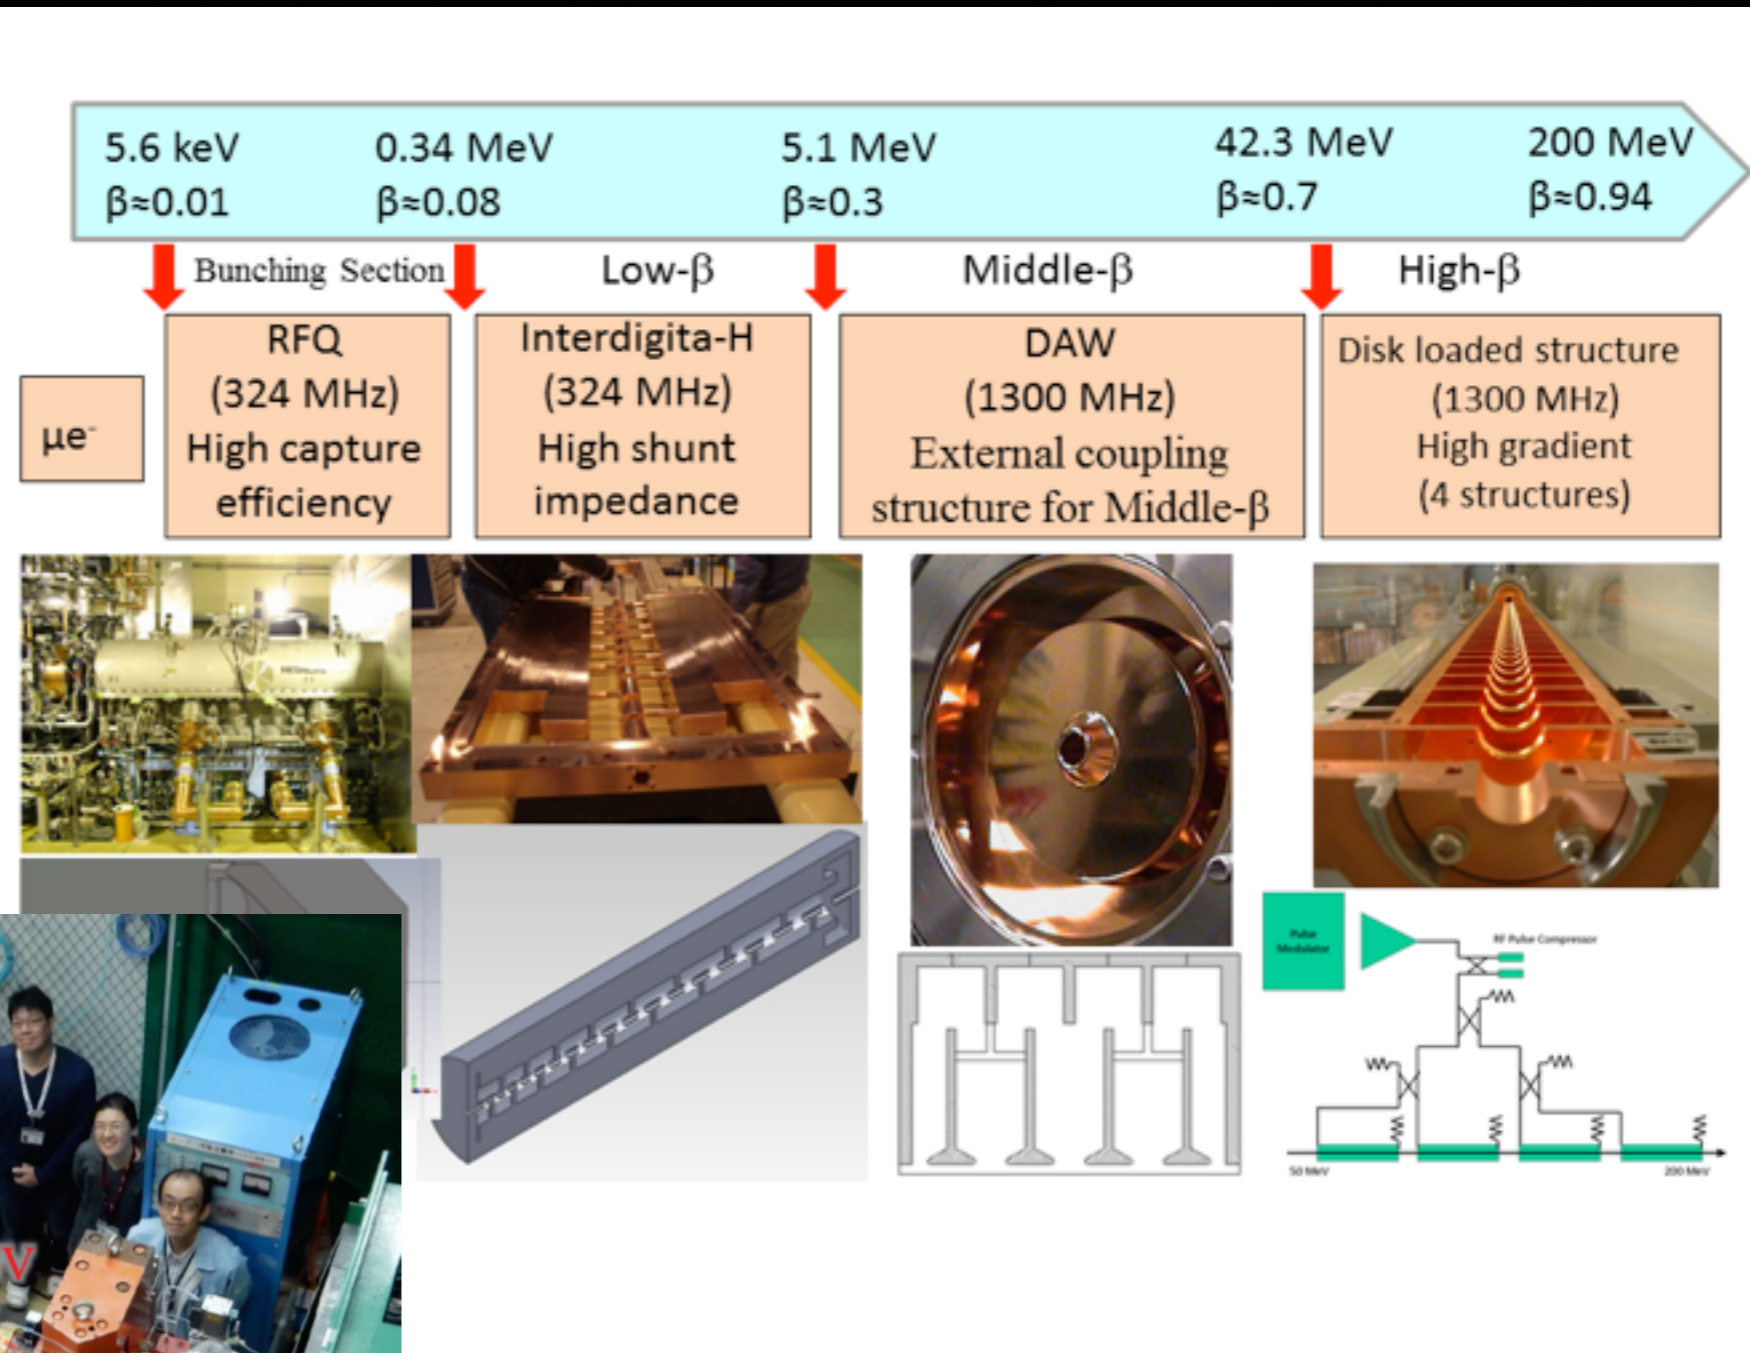 5.6 keV
β≈0.01
0.34 MeV
β≈0.08
5.1 MeV
β≈0.3
42.3 MeV
β≈0.7
200 MeV
β≈0.94
Bunching Section
Low-β
Middle-β
High-β
μe⁻
RFQ
(324 MHz)
High capture
efficiency
Interdigita-H
(324 MHz)
High shunt
impedance
DAW
(1300 MHz)
External coupling
structure for Middle-β
Disk loaded structure
(1300 MHz)
High gradient
(4 structures)
Pulse
Modulator
RF Pulse Compressor
50 MeV
200 MeV
V